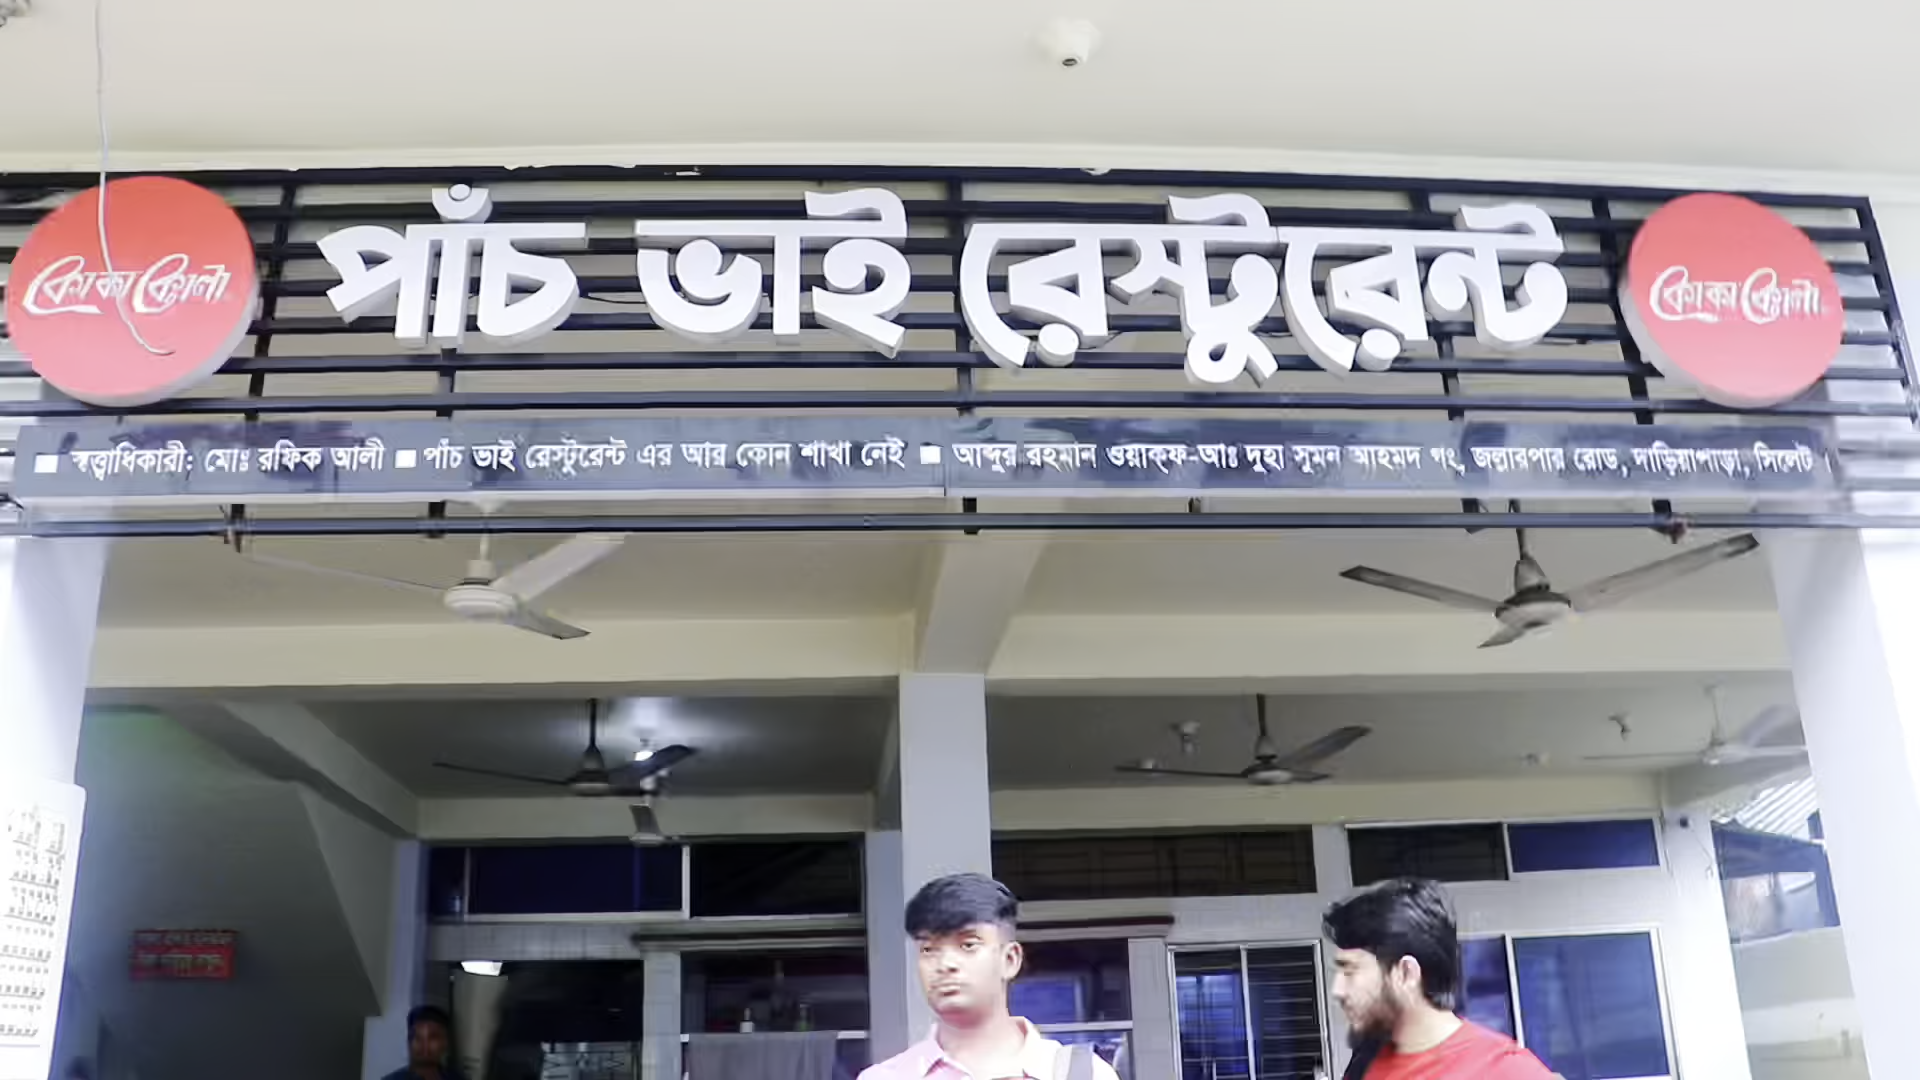 কোকা কোলা
পাঁচ ভাই রেস্টুরেন্ট
কোকা কোলা
স্বত্ত্বাধিকারী: মোঃ রফিক আলী ■ পাঁচ ভাই রেস্টুরেন্ট এর আর কোন শাখা নেই ■ আব্দুর রহমান ওয়াক্‌ফ-আঃ দুহা সুমন আহমদ গং, জল্লারপার রোড, দাড়িয়াপাড়া, সিলেট।